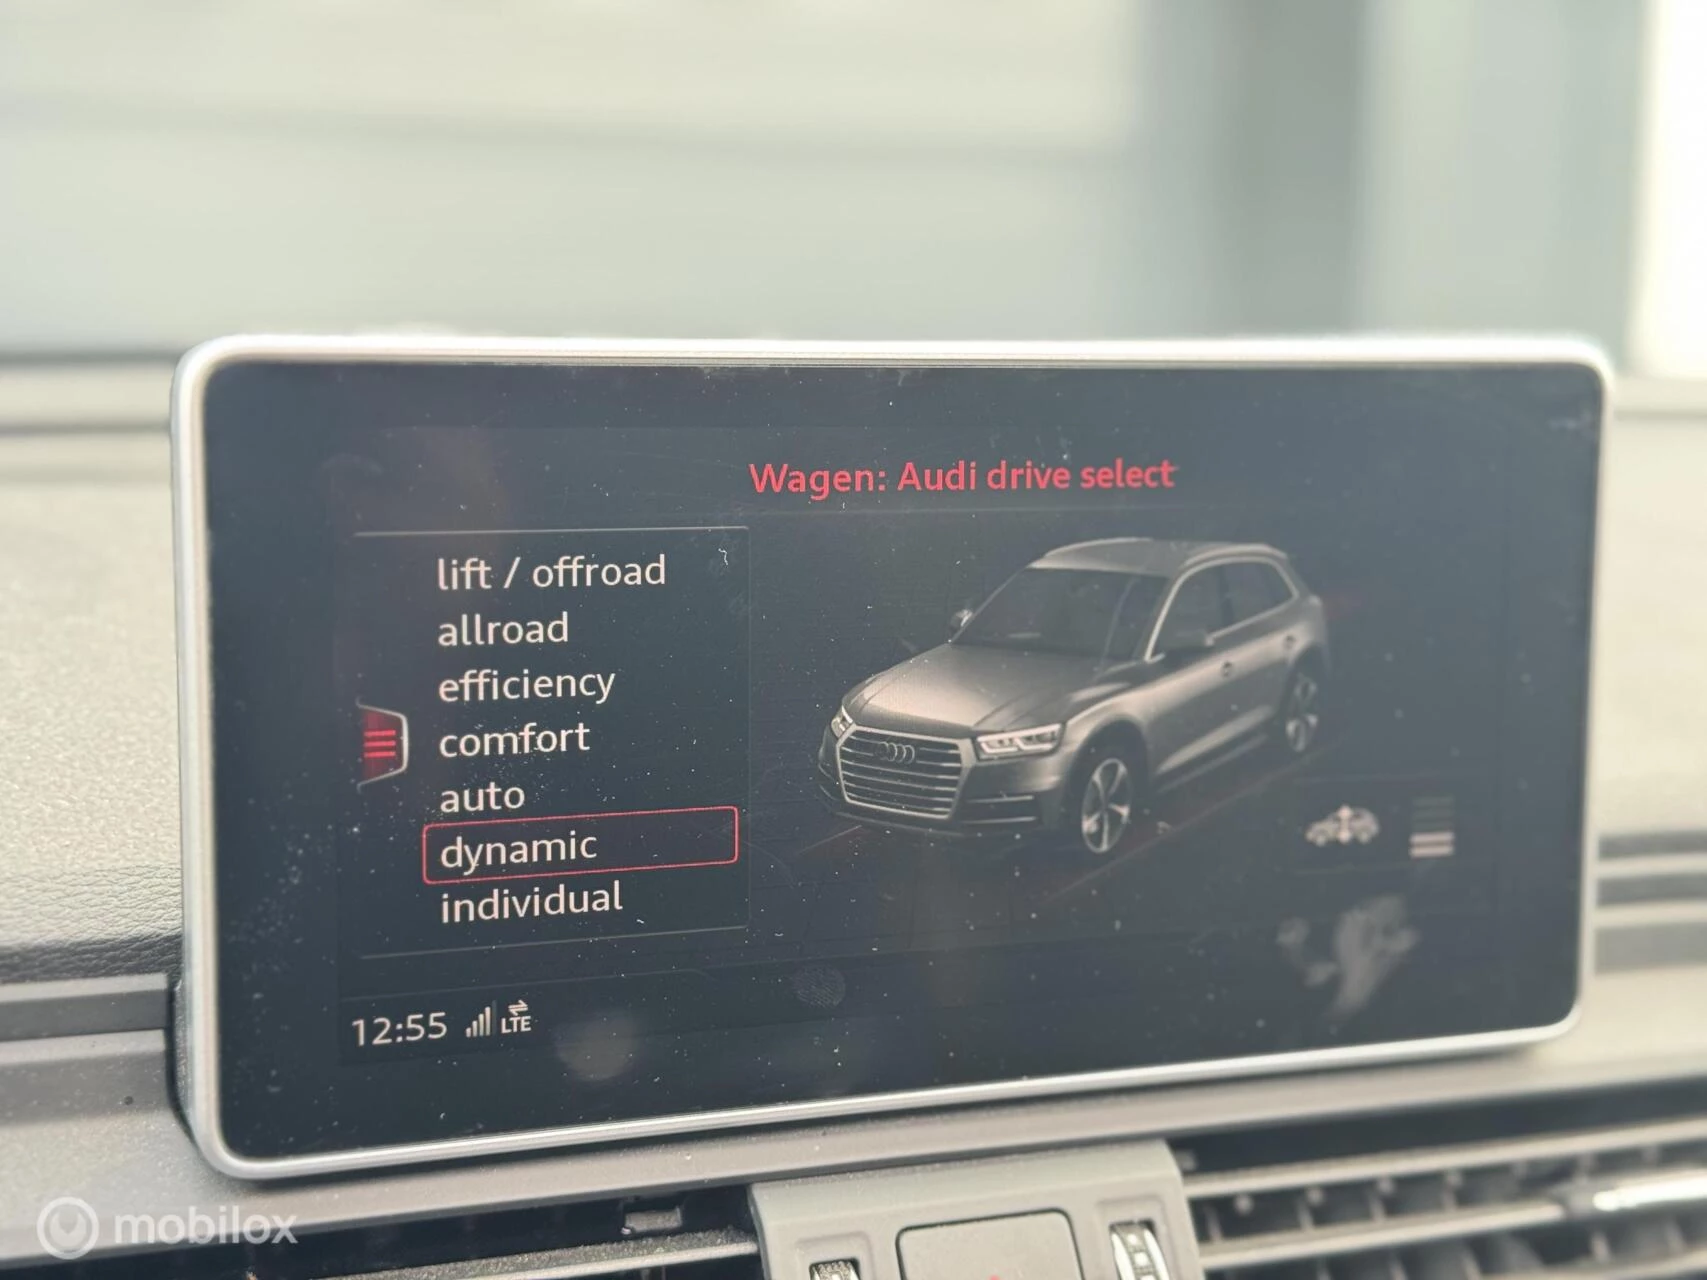 Wagen: Audi drive select
lift / offroad
allroad
efficiency
comfort
auto
dynamic
individual
12:55 LTE
mobilox